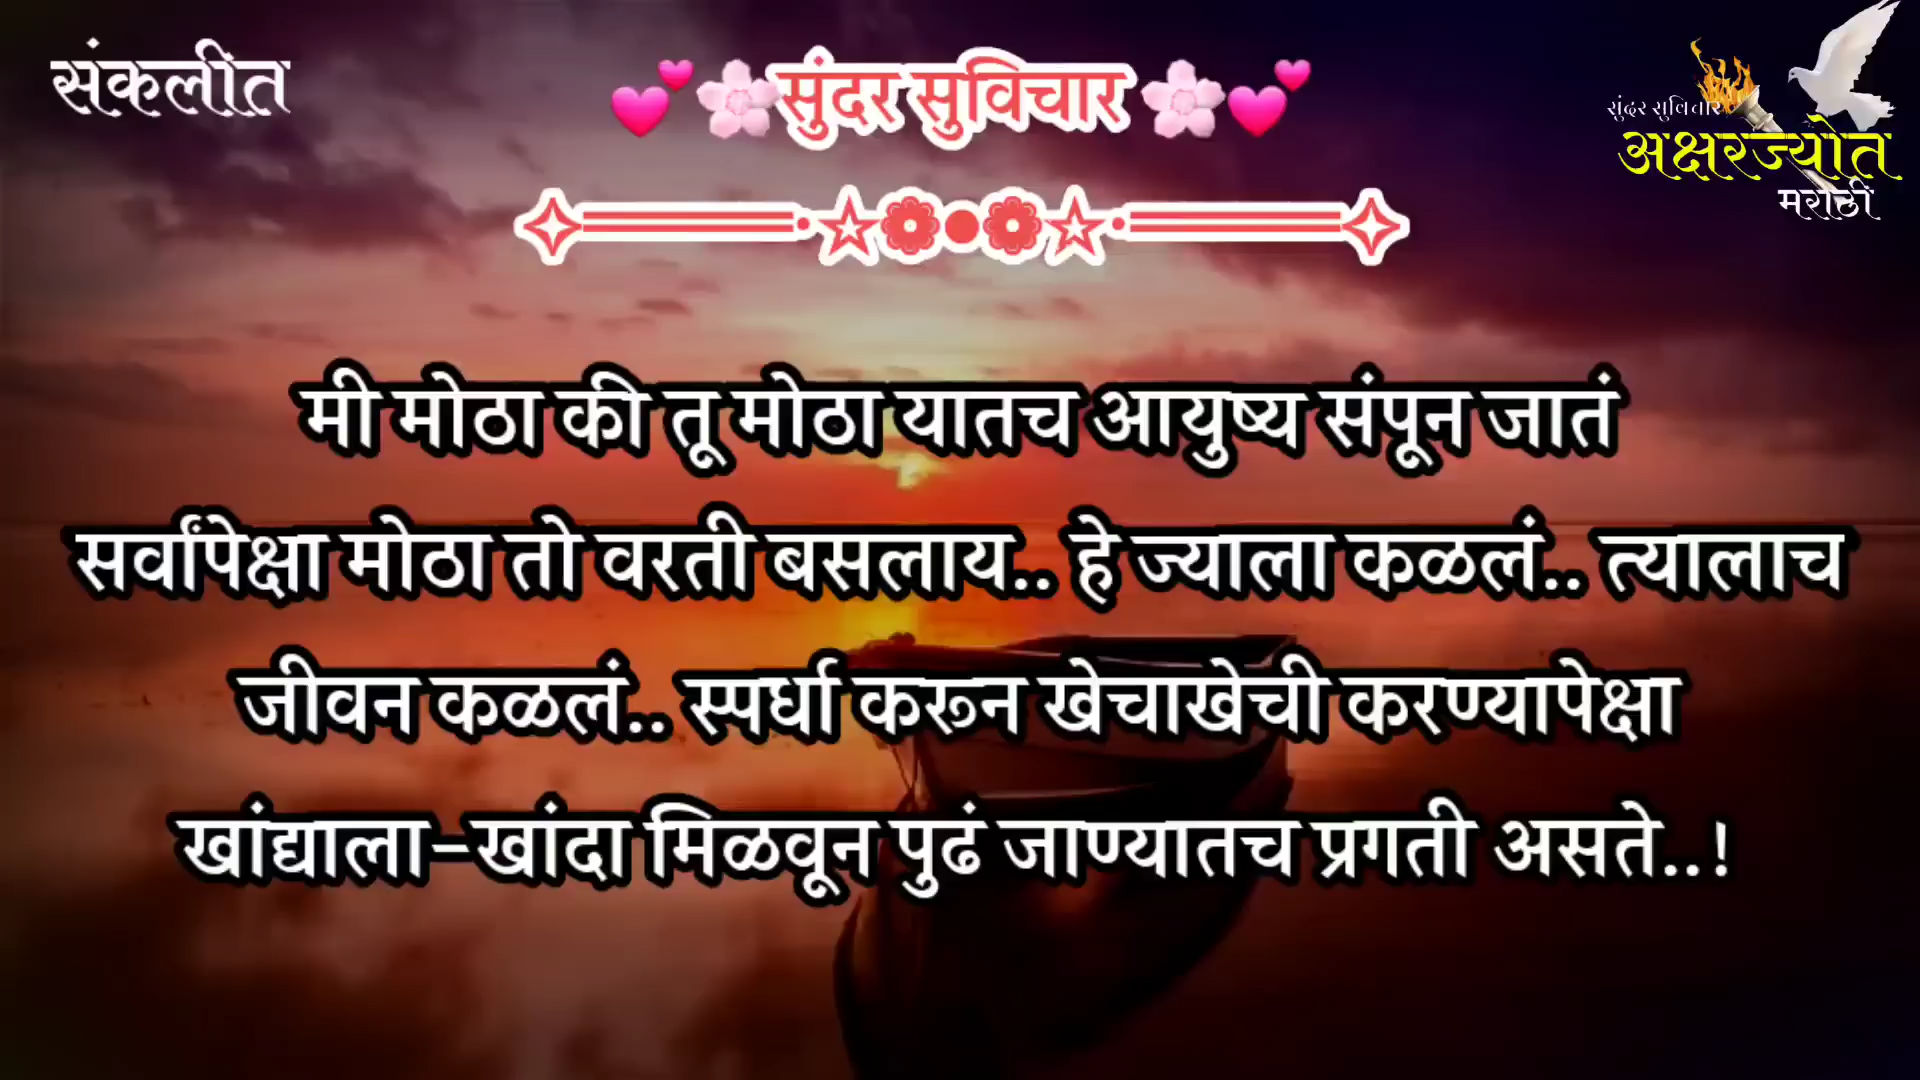 संकलीत
💕🌸सुंदर सुविचार 🌸💕
सुंदर सुविचार
अक्षरज्योत
मराठी
मी मोठा की तू मोठा यातच आयुष्य संपून जातं
सर्वांपेक्षा मोठा तो वरती बसलाय.. हे ज्याला कळलं.. त्यालाच
जीवन कळलं.. स्पर्धा करून खेचाखेची करण्यापेक्षा
खांद्याला-खांदा मिळवून पुढं जाण्यातच प्रगती असते..!